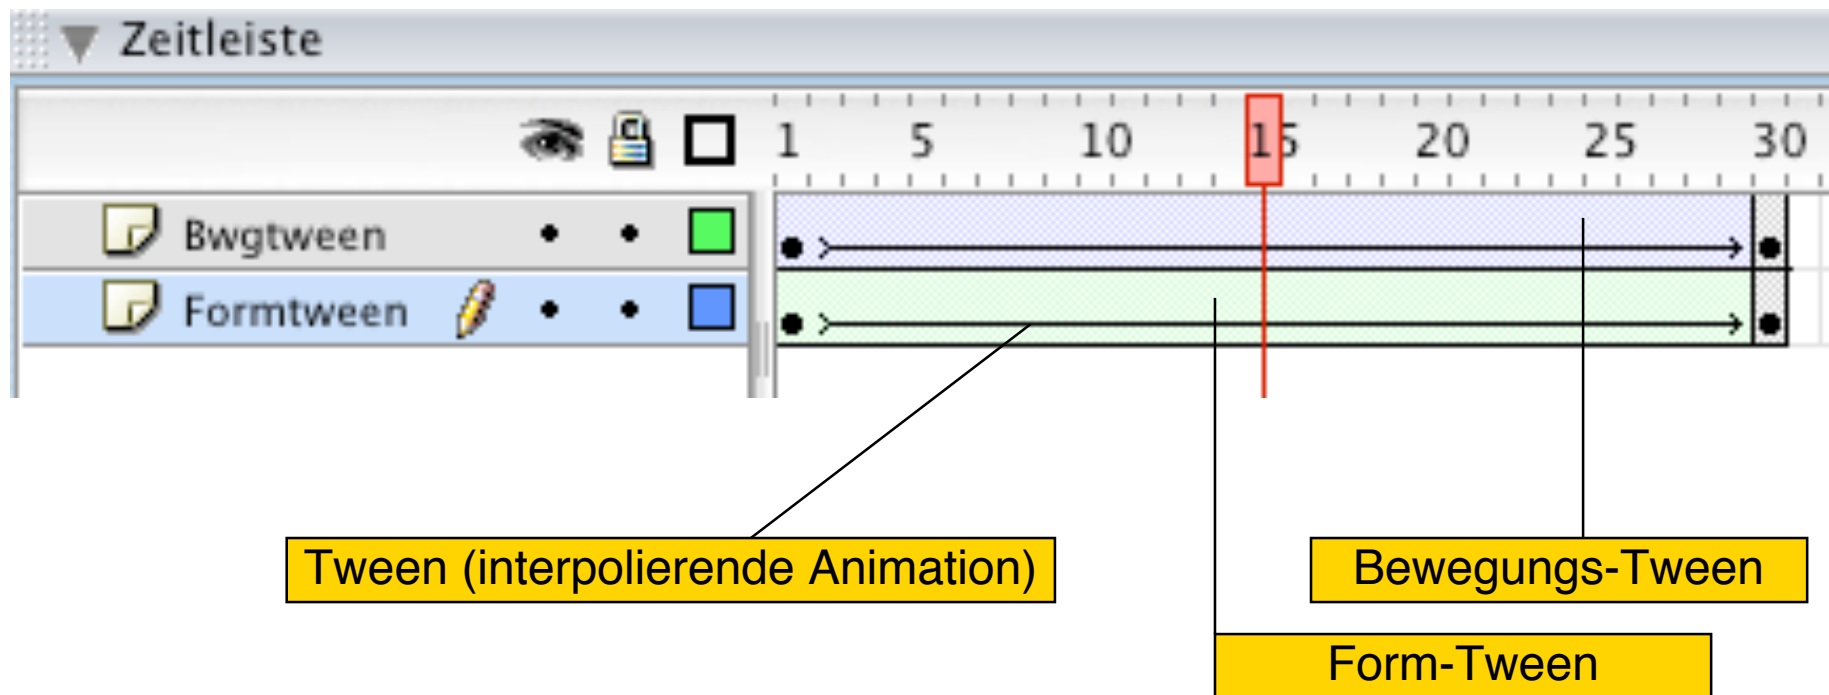 Zeitleiste
1 5 10 15 20 25 30
Bwgtween
Formtween
Tween (interpolierende Animation)
Bewegungs-Tween
Form-Tween